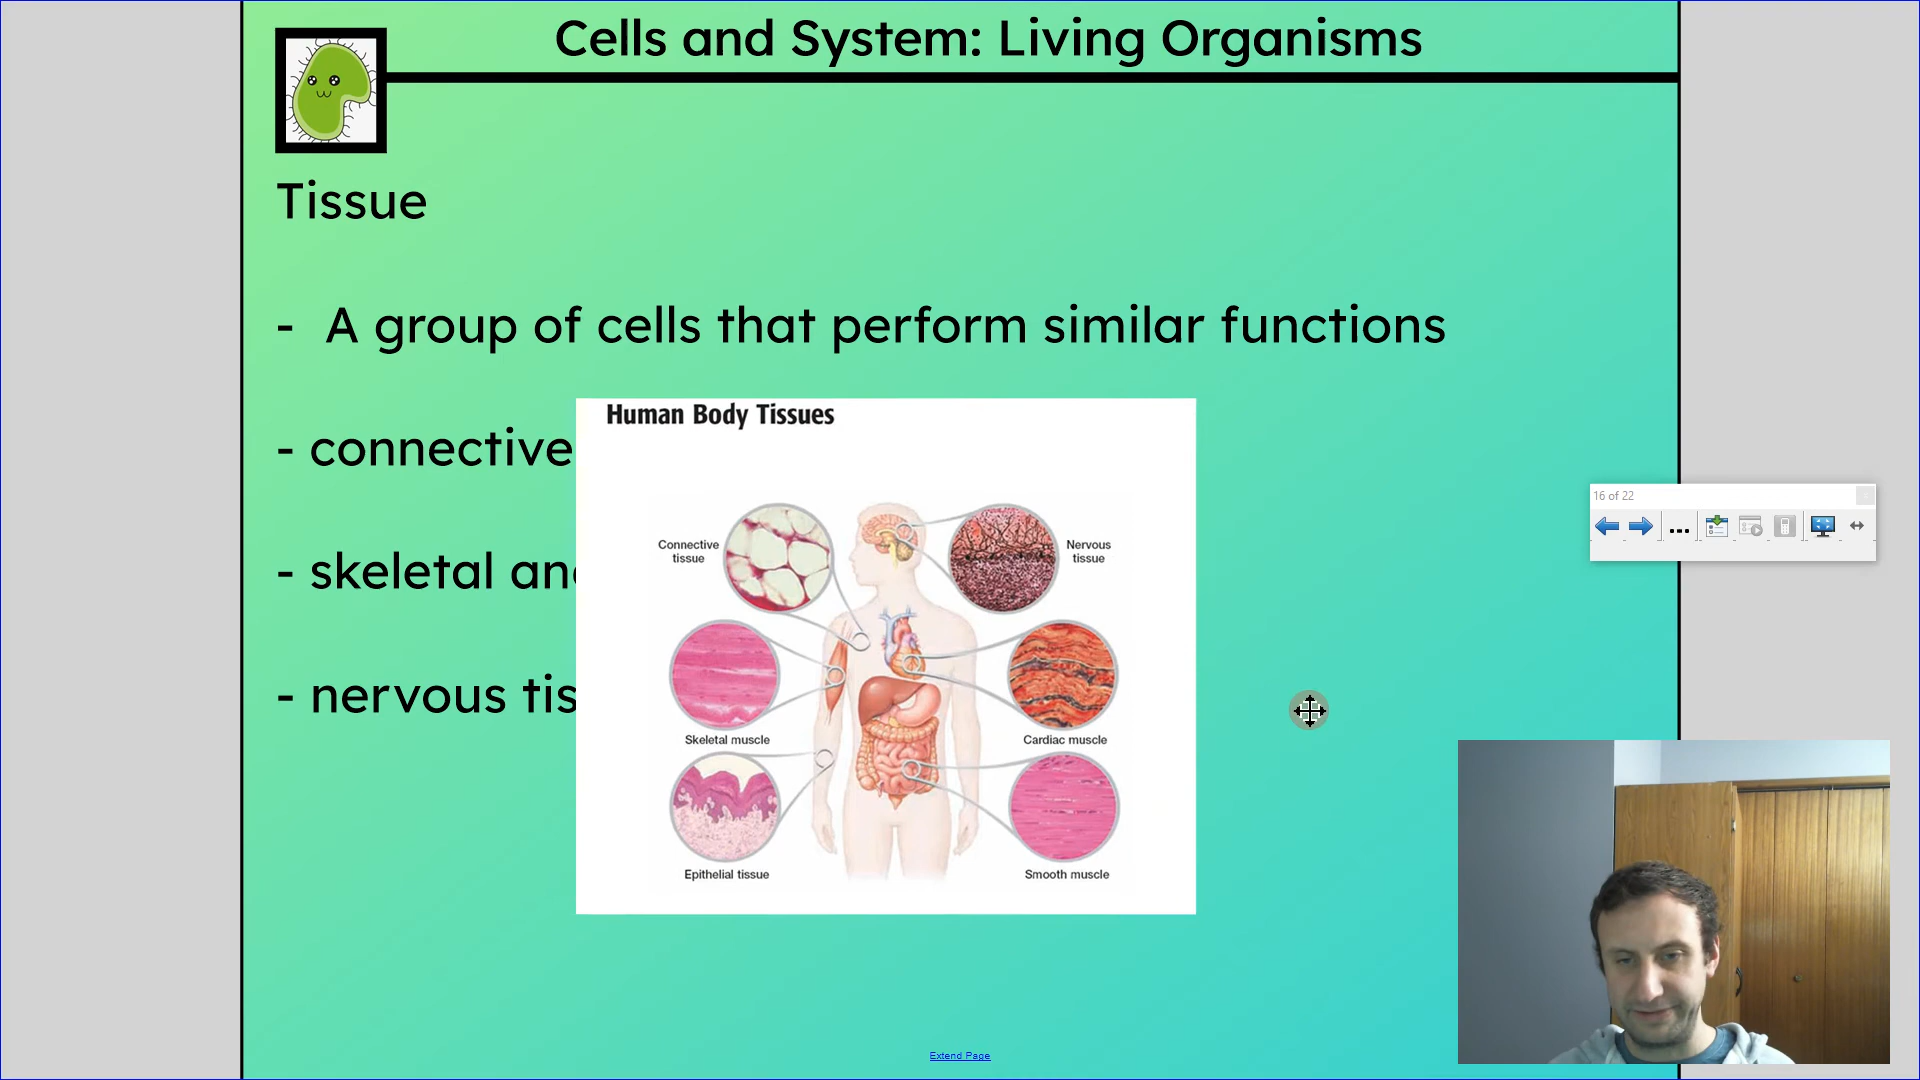 Cells and System: Living Organisms
Tissue
- A group of cells that perform similar functions
- connective
- skeletal an
- nervous tis
Human Body Tissues
Connective
tissue
Nervous
tissue
Skeletal muscle
Cardiac muscle
Epithelial tissue
Smooth muscle
16 of 22
Extend Page